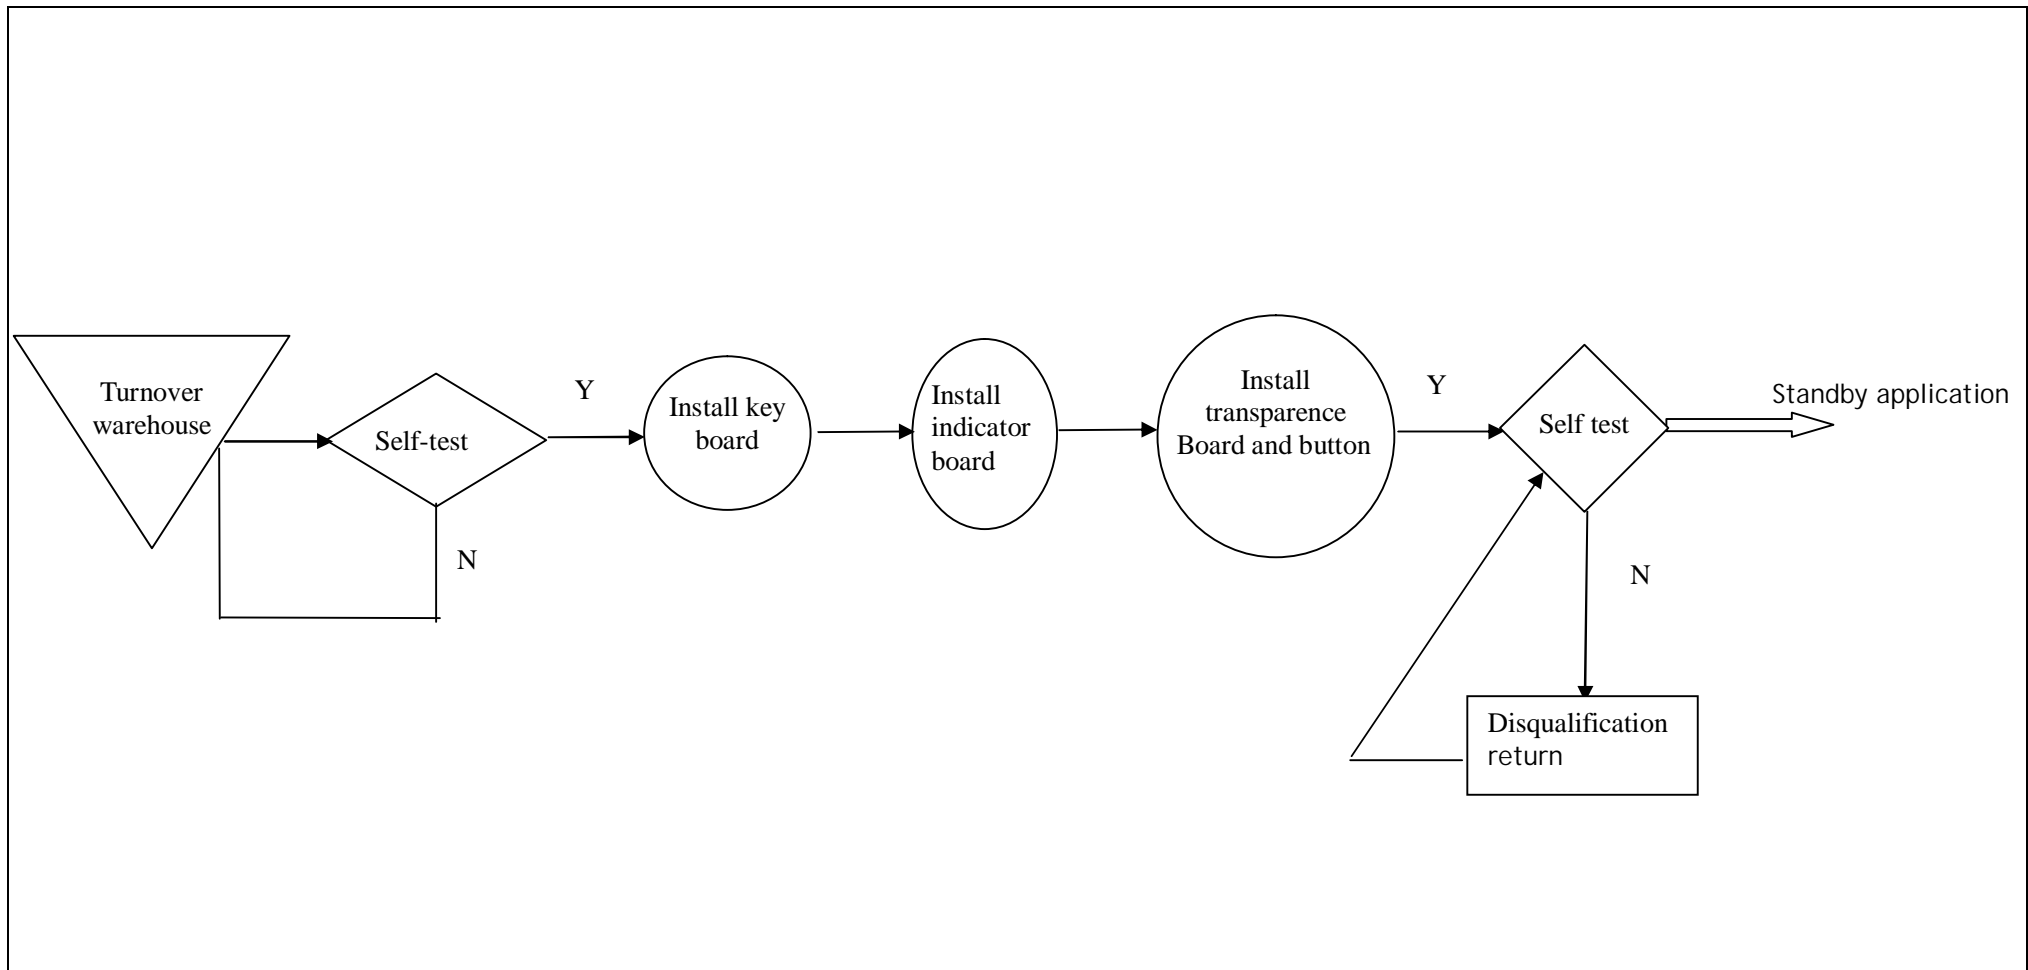 Turnover
warehouse
Self-test
Y
N
Install key
board
Install
indicator
board
Install
transparence
Board and button
Y
Self test
N
Standby application
Disqualification
return